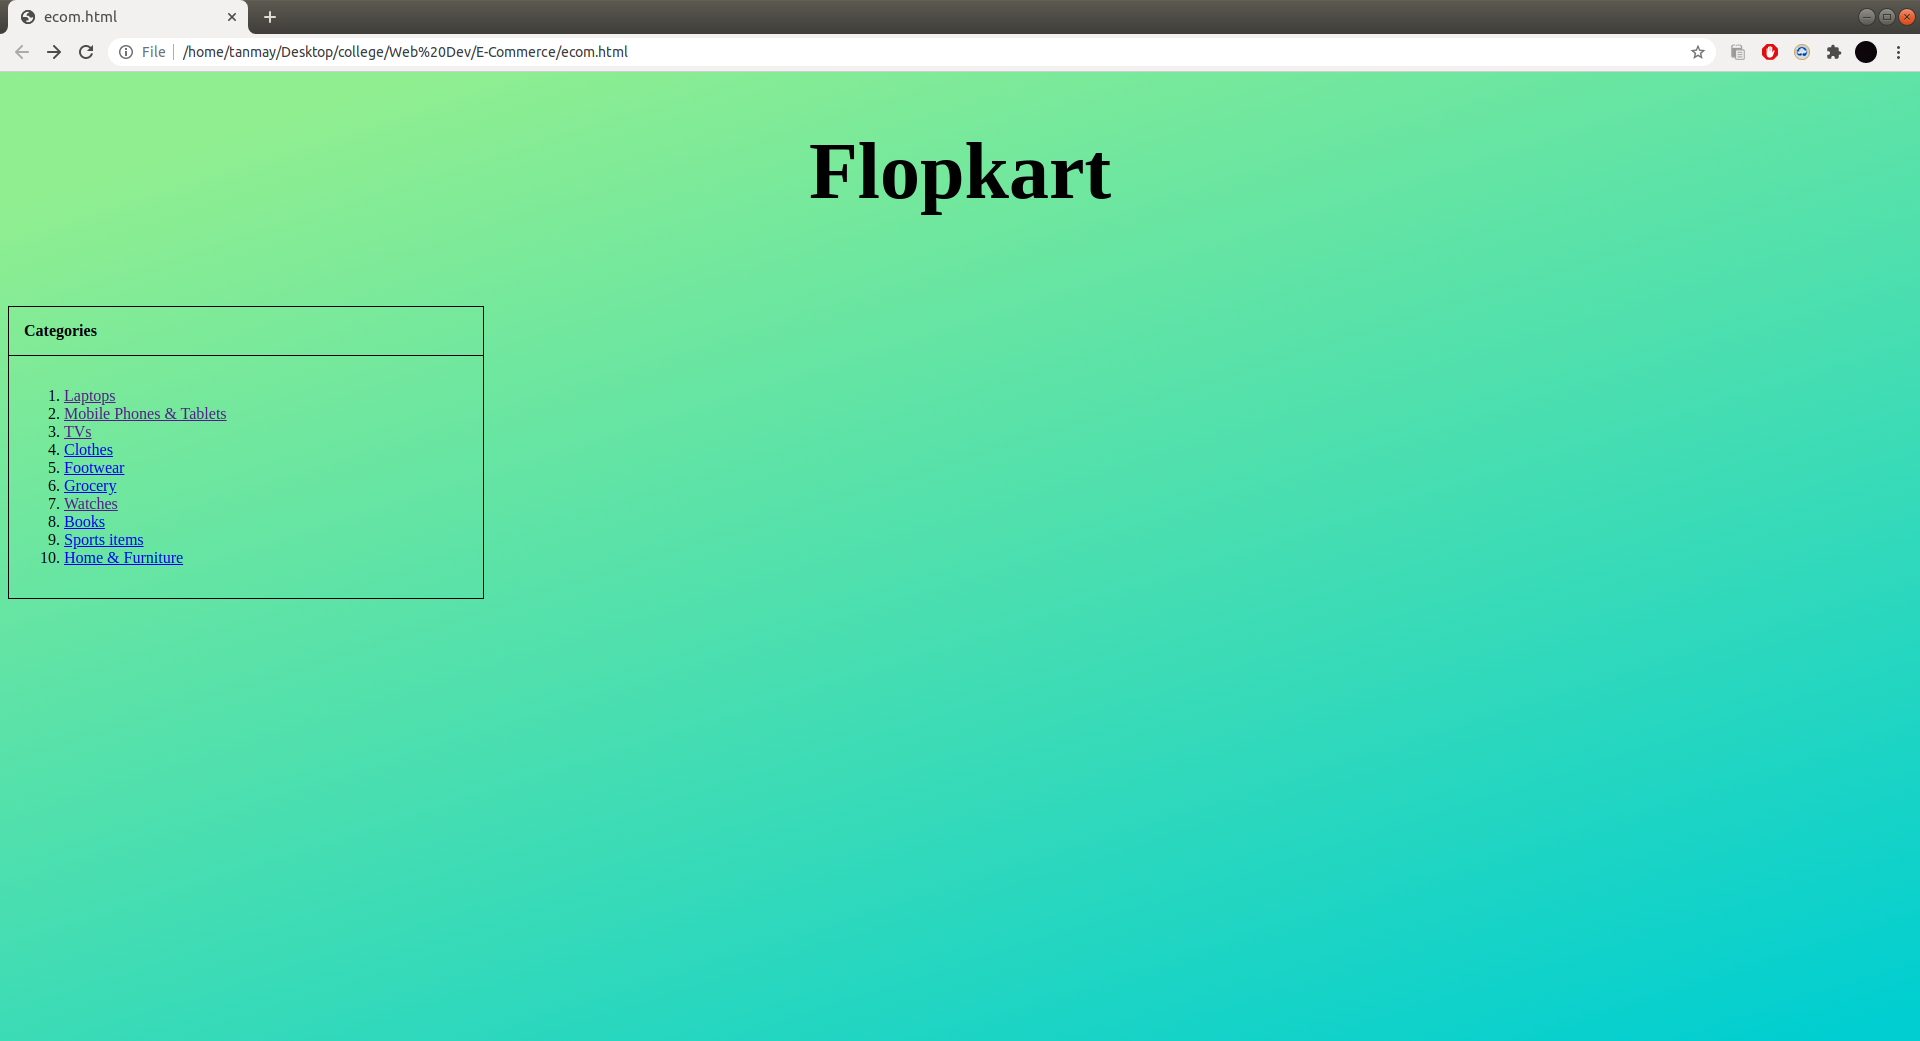 ecom.html
File /home/tanmay/Desktop/college/Web%20Dev/E-Commerce/ecom.html
Flopkart
Categories
1. Laptops
2. Mobile Phones & Tablets
3. TVs
4. Clothes
5. Footwear
6. Grocery
7. Watches
8. Books
9. Sports items
10. Home & Furniture